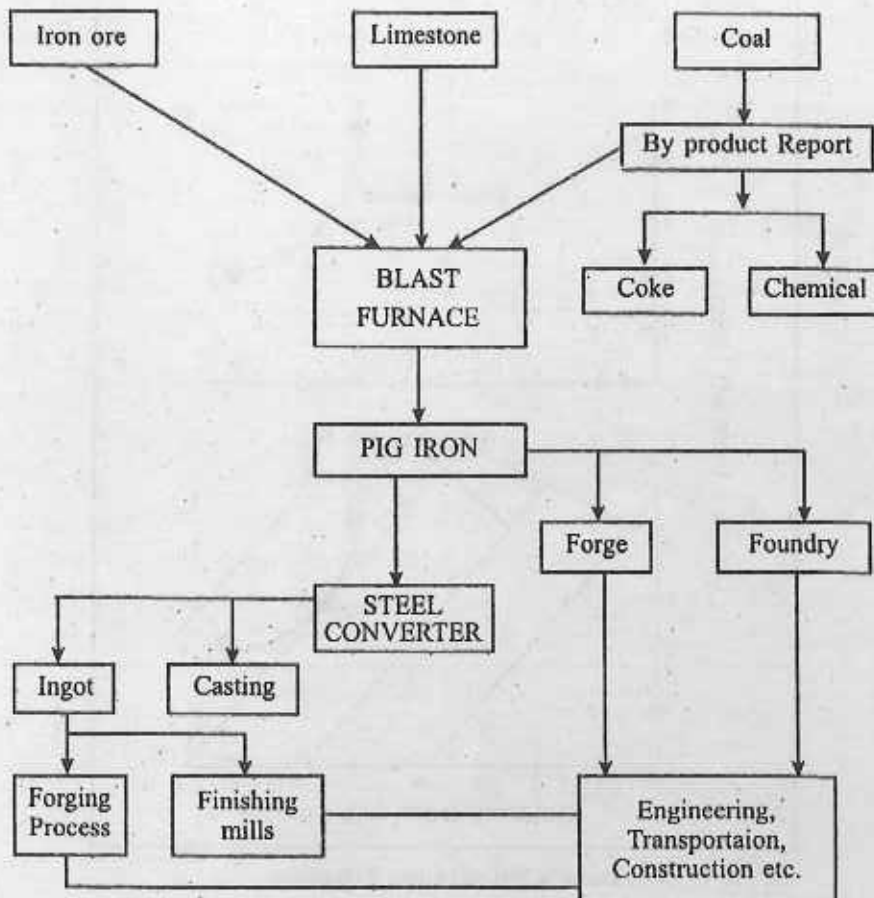 Iron ore
Limestone
Coal
By product Report
BLAST
FURNACE
Coke
Chemical
PIG IRON
Forge
Foundry
STEEL
CONVERTER
Ingot
Casting
Forging
Process
Finishing
mills
Engineering,
Transportaion,
Construction etc.